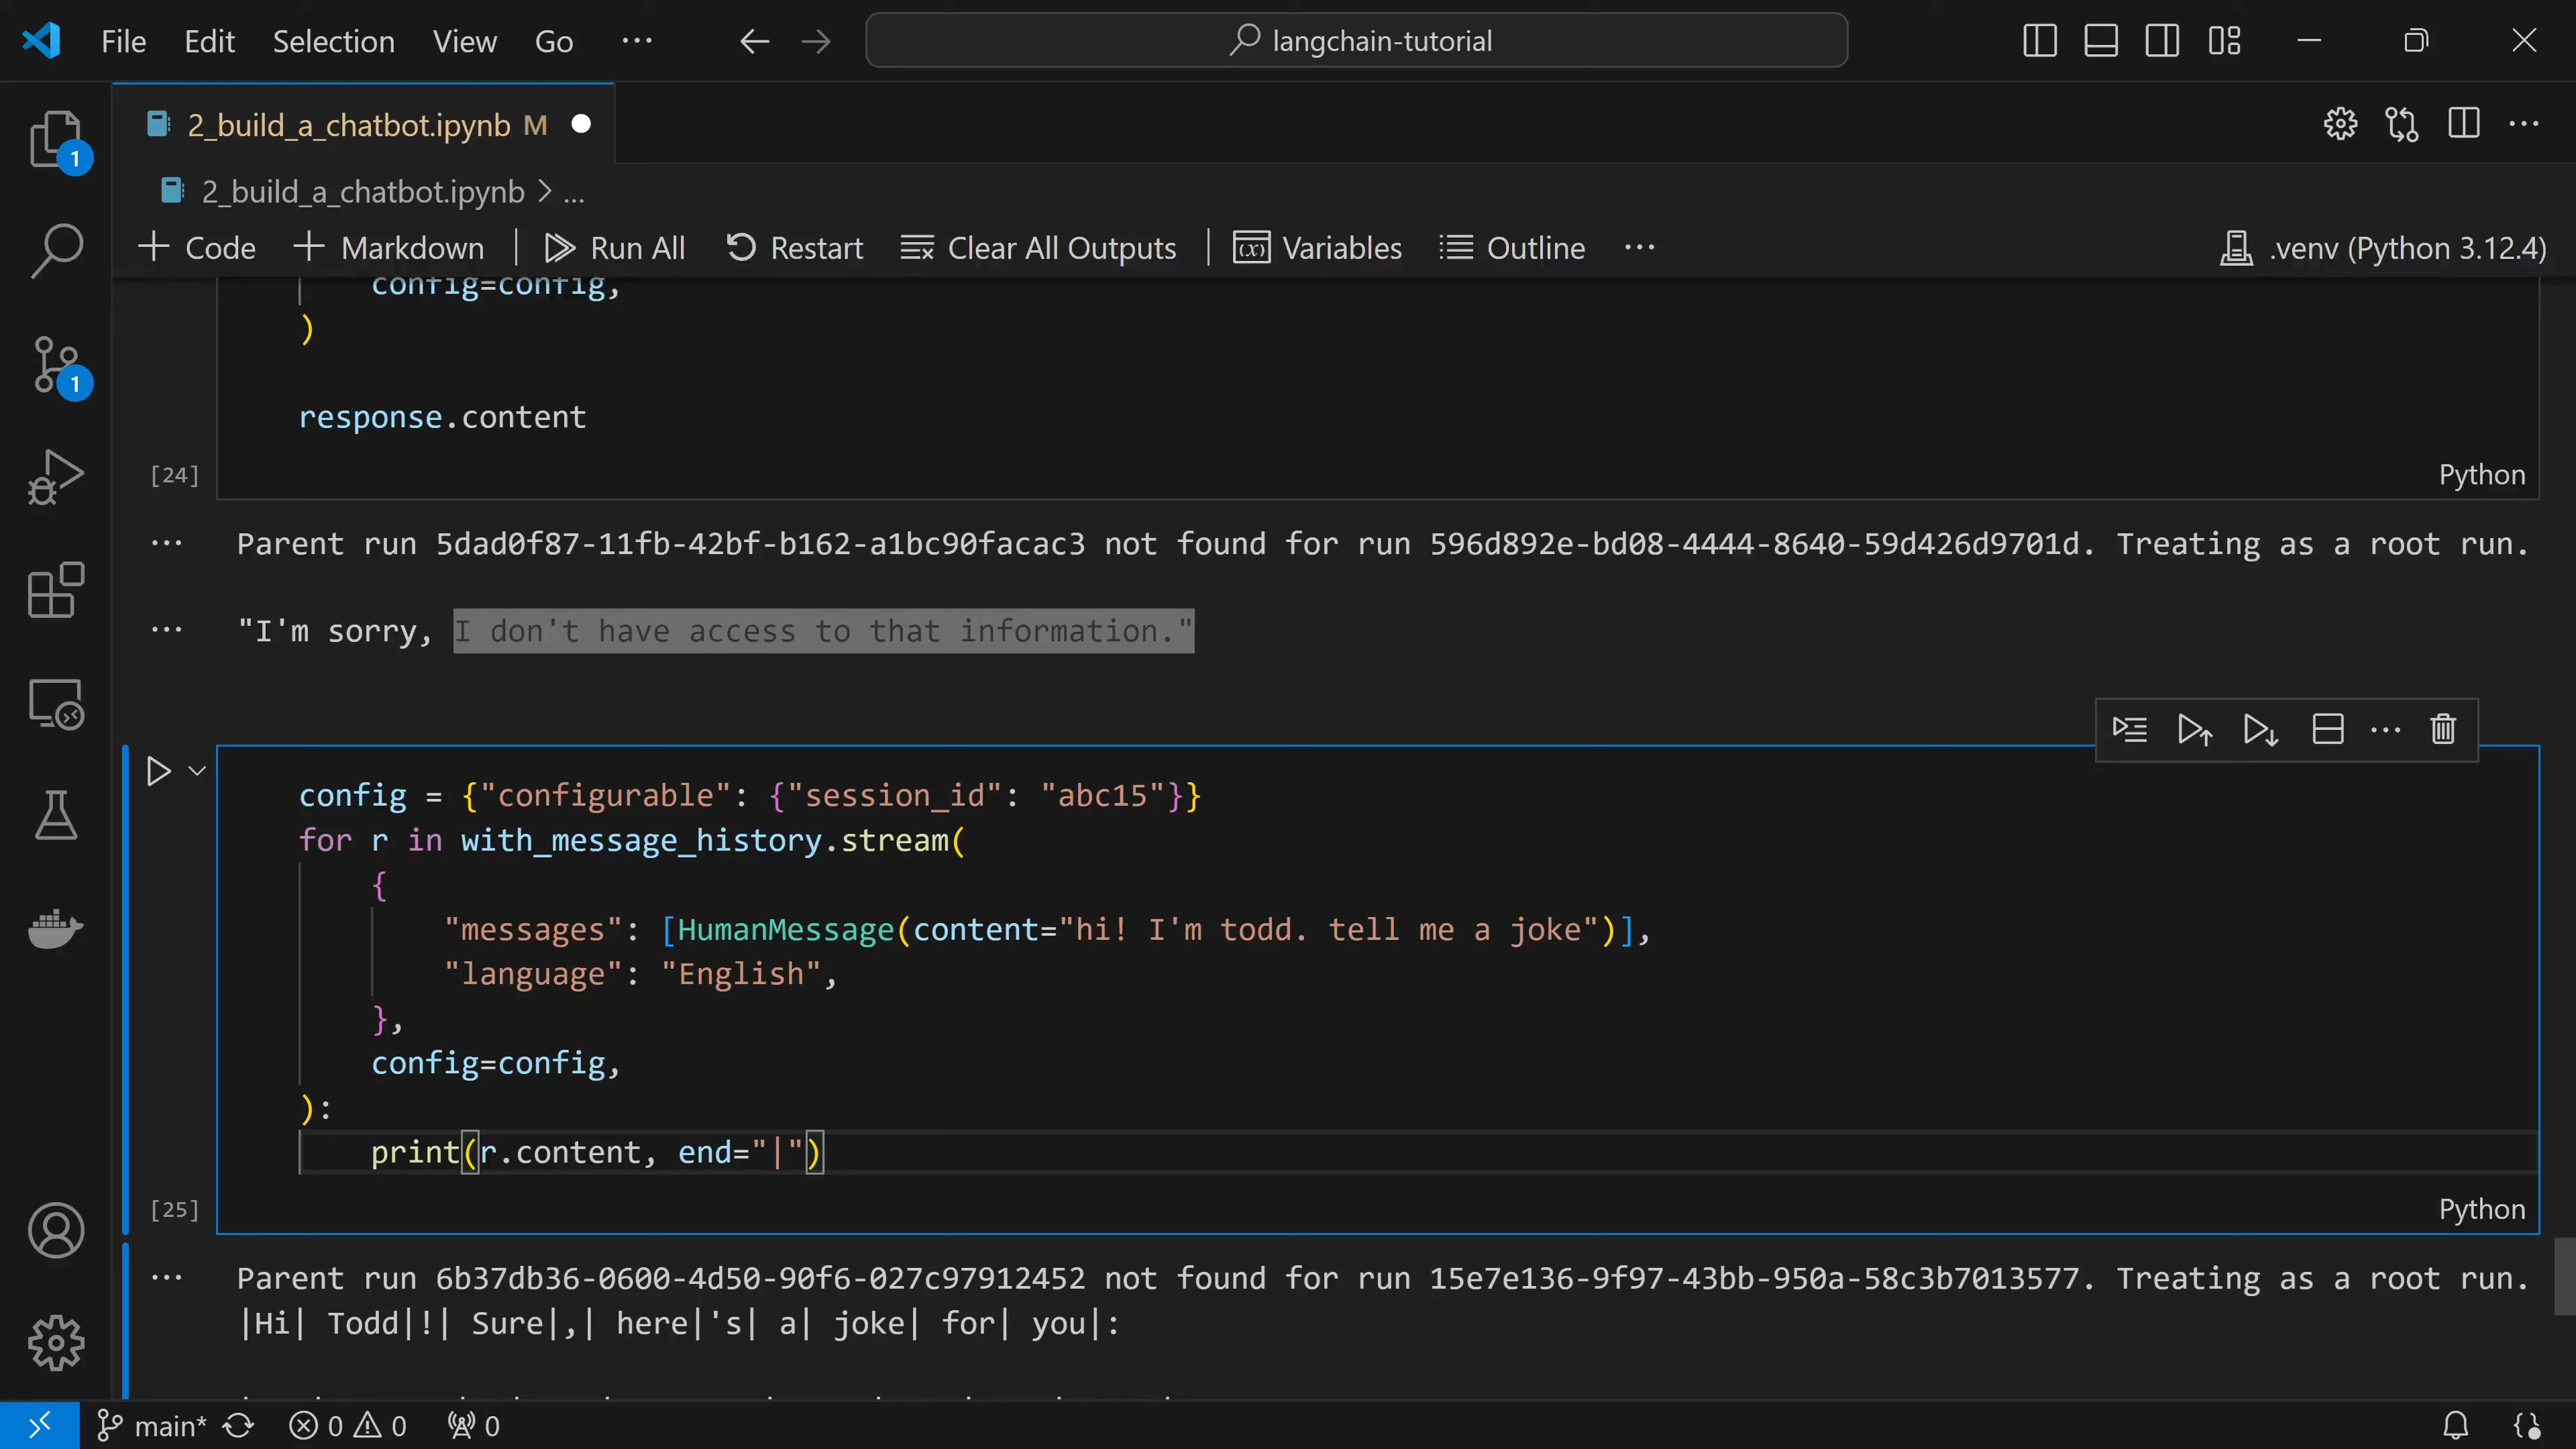 File Edit Selection View Go ... langchain-tutorial
2_build_a_chatbot.ipynb M
1
2_build_a_chatbot.ipynb > ...
Code Markdown Run All Restart Clear All Outputs Variables Outline ... .venv (Python 3.12.4)
config=config,
)
1
response.content
[24] Python
... Parent run 5dad0f87-11fb-42bf-b162-a1bc90facac3 not found for run 596d892e-bd08-4444-8640-59d426d9701d. Treating as a root run.
... "I'm sorry, I don't have access to that information."
config = {"configurable": {"session_id": "abc15"}}
for r in with_message_history.stream(
{
"messages": [HumanMessage(content="hi! I'm todd. tell me a joke")],
"language": "English",
},
config=config,
):
print(r.content, end="|")
[25] Python
... Parent run 6b37db36-0600-4d50-90f6-027c97912452 not found for run 15e7e136-9f97-43bb-950a-58c3b7013577. Treating as a root run.
|Hi| Todd|!| Sure|,| here|'s| a| joke| for| you|:
main* 0 0 0